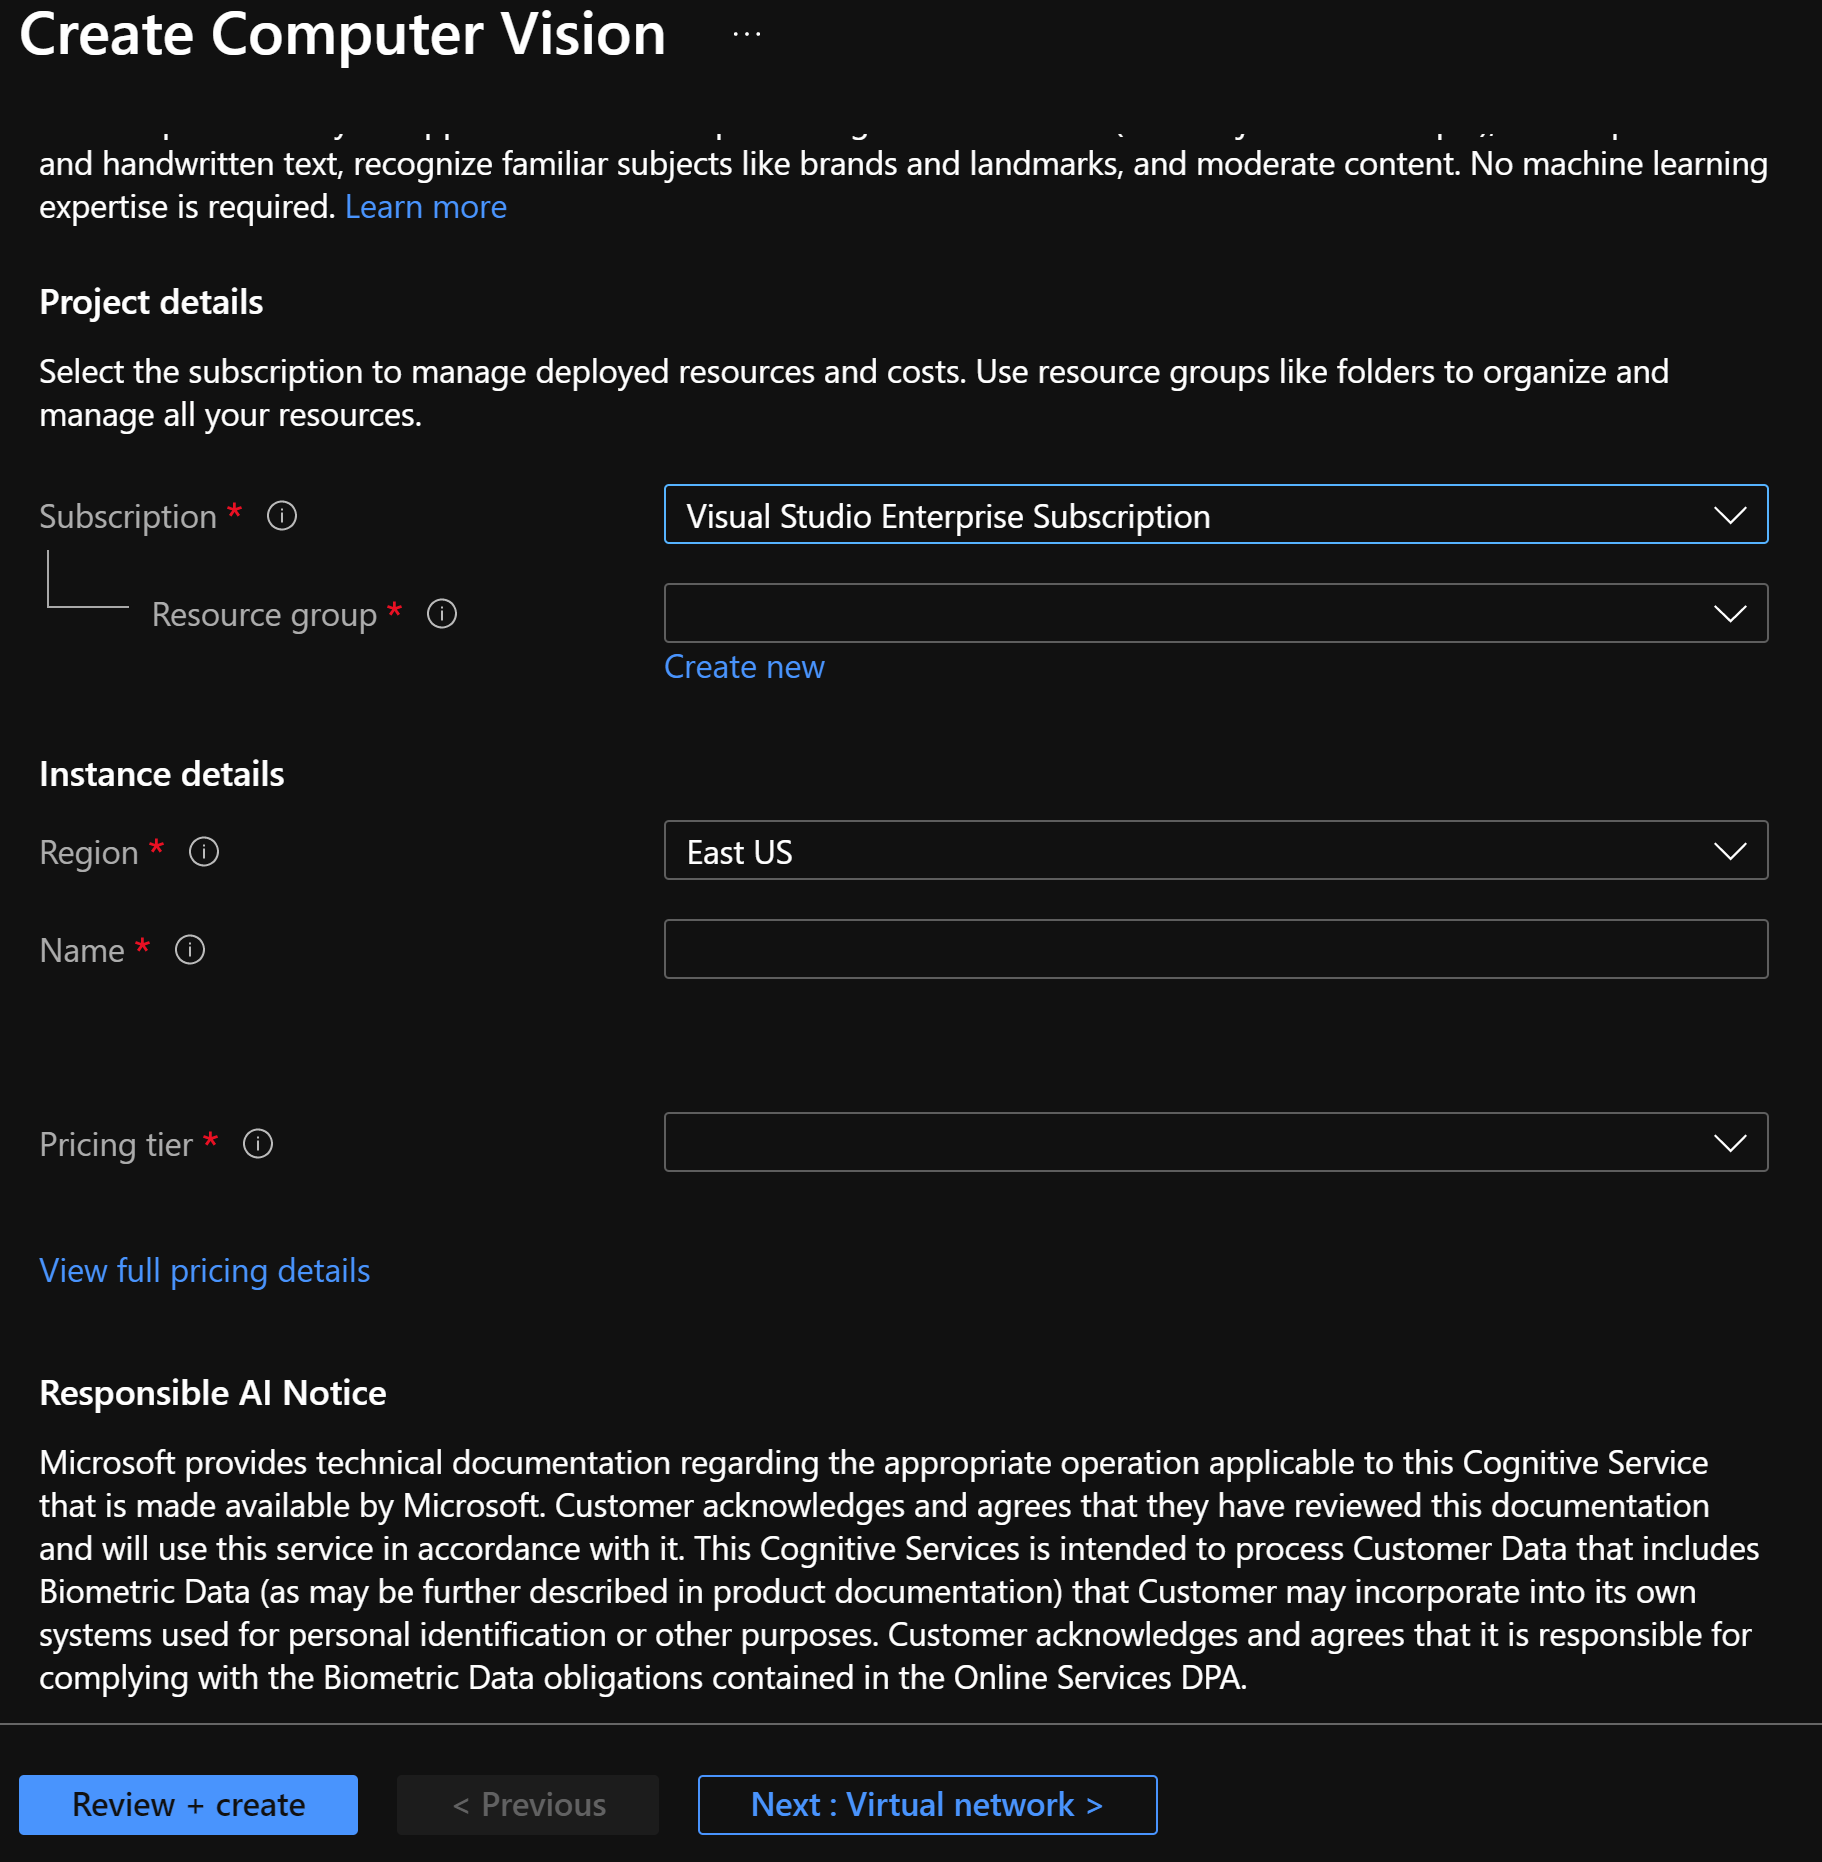 Create Computer Vision ...
and handwritten text, recognize familiar subjects like brands and landmarks, and moderate content. No machine learning
expertise is required. Learn more
Project details
Select the subscription to manage deployed resources and costs. Use resource groups like folders to organize and
manage all your resources.
Subscription *
Visual Studio Enterprise Subscription
Resource group *
Create new
Instance details
Region *
East US
Name *
Pricing tier *
View full pricing details
Responsible AI Notice
Microsoft provides technical documentation regarding the appropriate operation applicable to this Cognitive Service
that is made available by Microsoft. Customer acknowledges and agrees that they have reviewed this documentation
and will use this service in accordance with it. This Cognitive Services is intended to process Customer Data that includes
Biometric Data (as may be further described in product documentation) that Customer may incorporate into its own
systems used for personal identification or other purposes. Customer acknowledges and agrees that it is responsible for
complying with the Biometric Data obligations contained in the Online Services DPA.
Review + create
< Previous
Next : Virtual network >